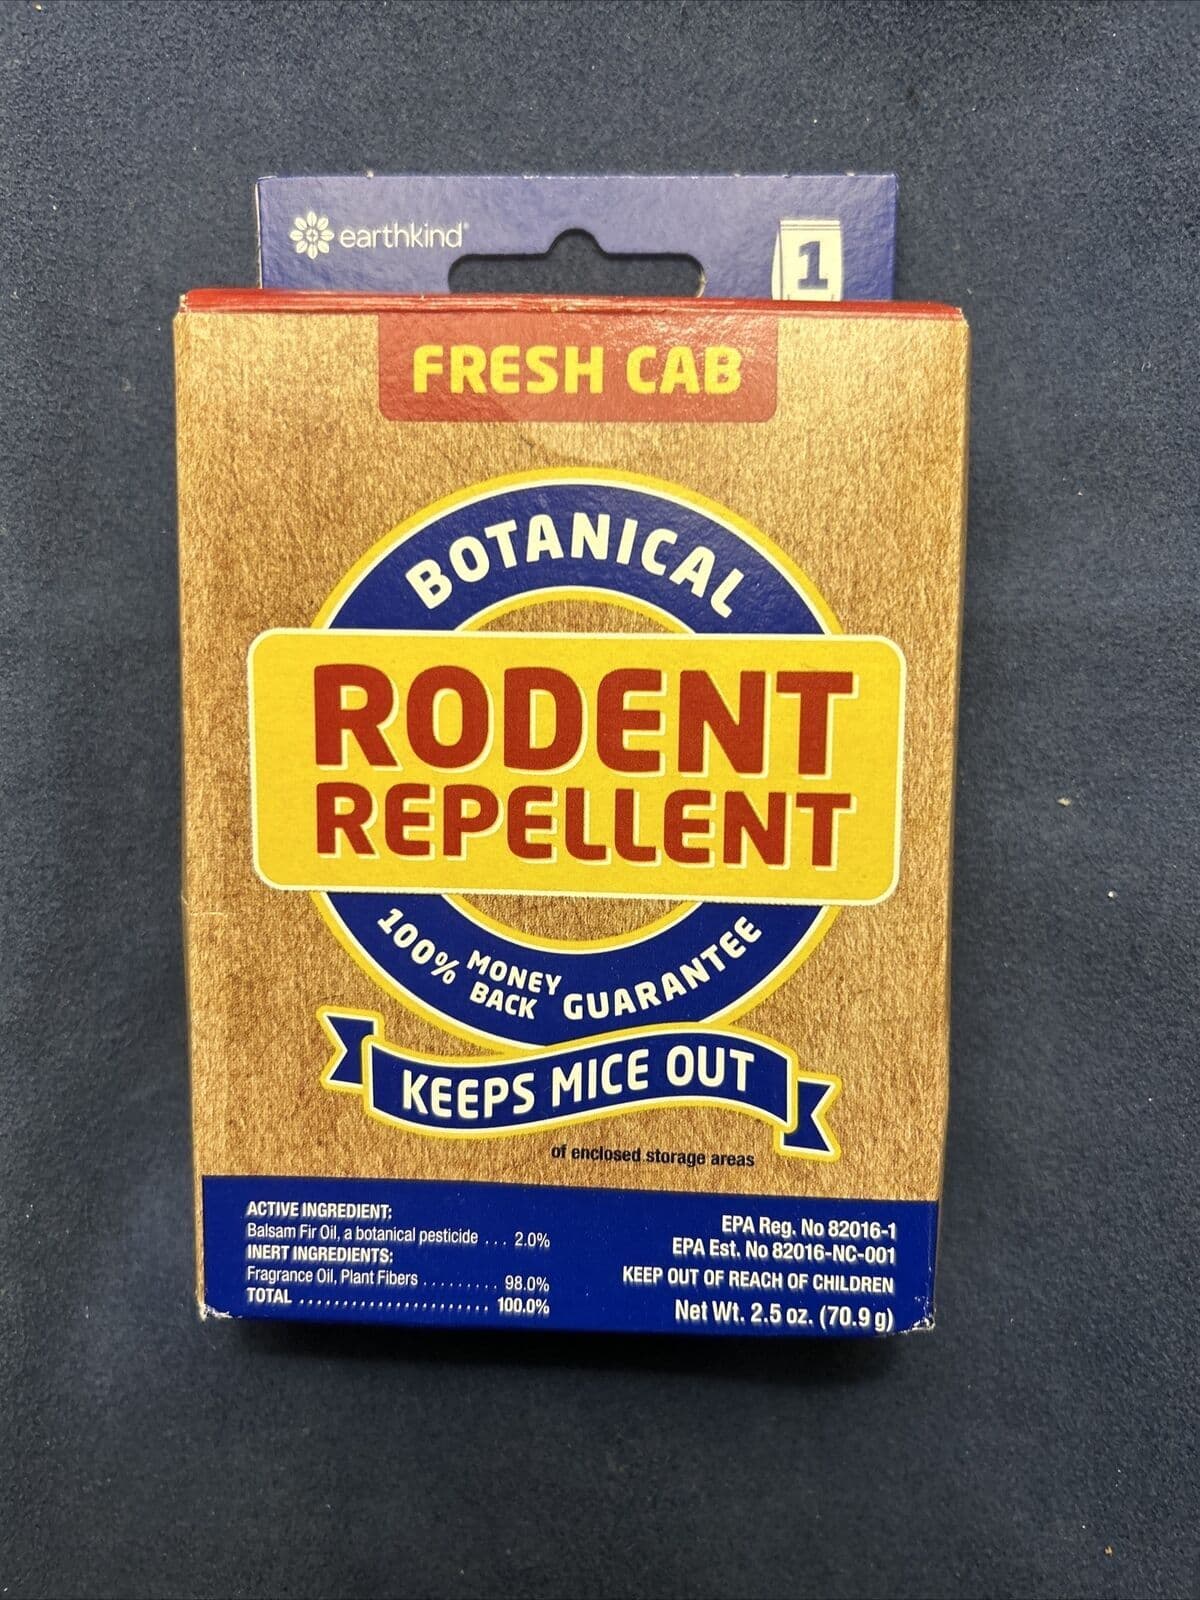 earthkind®
1
FRESH CAB
BOTANICAL
RODENT
REPELLENT
100% MONEY BACK GUARANTEE
KEEPS MICE OUT
of enclosed storage areas
ACTIVE INGREDIENT:
Balsam Fir Oil, a botanical pesticide ... 2.0%
INERT INGREDIENTS:
Fragrance Oil, Plant Fibers ......... 98.0%
TOTAL ....................... 100.0%
EPA Reg. No 82016-1
EPA Est. No 82016-NC-001
KEEP OUT OF REACH OF CHILDREN
Net Wt. 2.5 oz. (70.9 g)